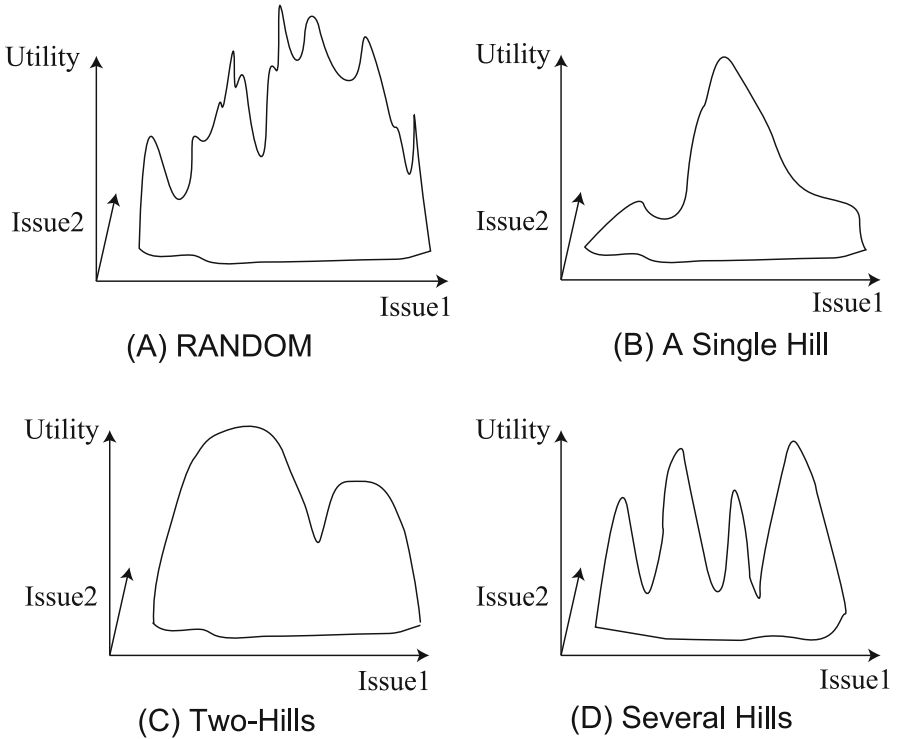 Utility
Issue2
Issue1
(A) RANDOM
Utility
Issue2
Issue1
(B) A Single Hill
Utility
Issue2
Issue1
(C) Two-Hills
Utility
Issue2
Issue1
(D) Several Hills